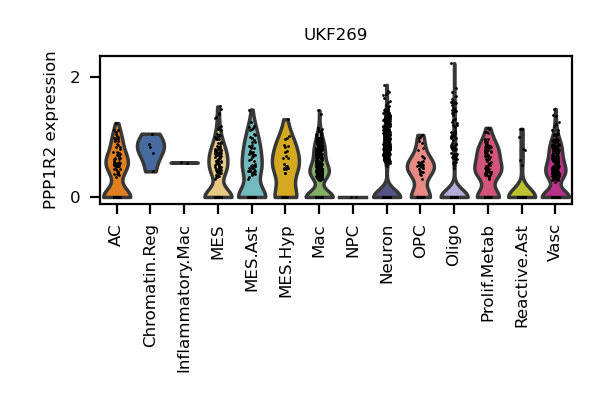 UKF269
PPP1R2 expression
2
0
AC
Chromatin.Reg
Inflammatory.Mac
MES
MES.Ast
MES.Hyp
Mac
NPC
Neuron
OPC
Oligo
Prolif.Metab
Reactive.Ast
Vasc